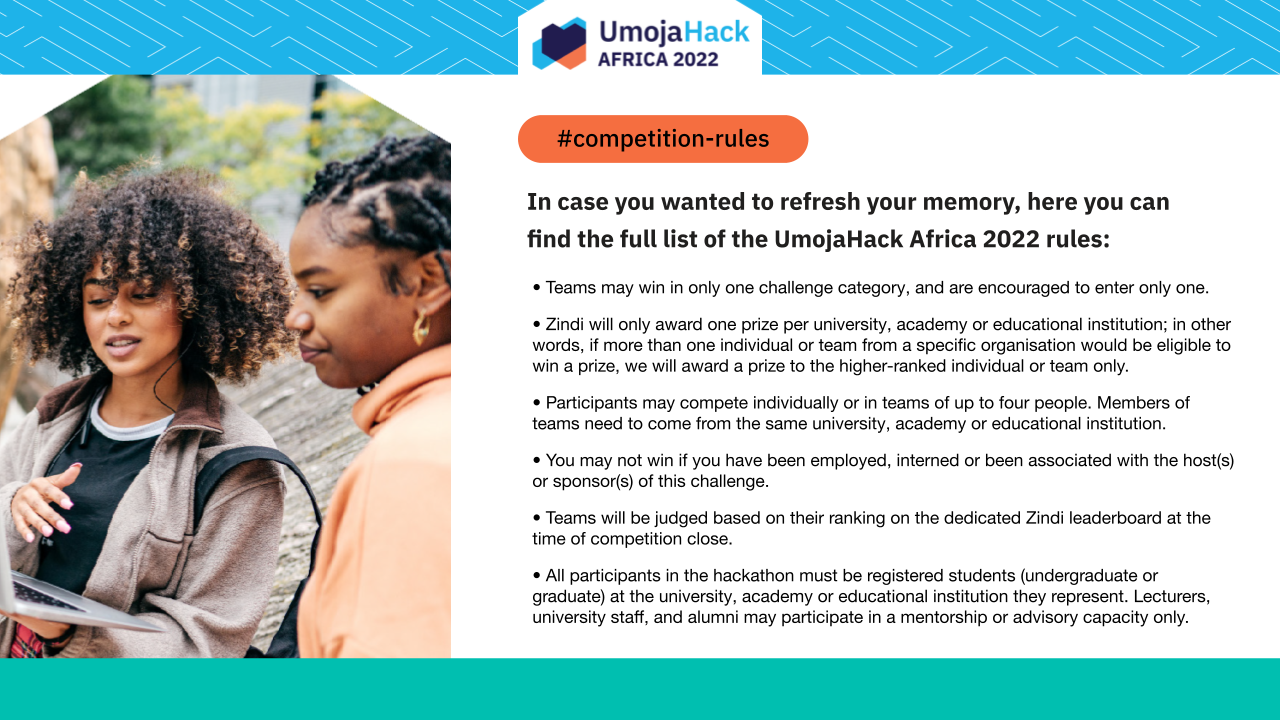 UmojaHack
AFRICA 2022
#competition-rules
In case you wanted to refresh your memory, here you can
find the full list of the UmojaHack Africa 2022 rules:
• Teams may win in only one challenge category, and are encouraged to enter only one.
• Zindi will only award one prize per university, academy or educational institution; in other
words, if more than one individual or team from a specific organisation would be eligible to
win a prize, we will award a prize to the higher-ranked individual or team only.
• Participants may compete individually or in teams of up to four people. Members of
teams need to come from the same university, academy or educational institution.
• You may not win if you have been employed, interned or been associated with the host(s)
or sponsor(s) of this challenge.
• Teams will be judged based on their ranking on the dedicated Zindi leaderboard at the
time of competition close.
• All participants in the hackathon must be registered students (undergraduate or
graduate) at the university, academy or educational institution they represent. Lecturers,
university staff, and alumni may participate in a mentorship or advisory capacity only.